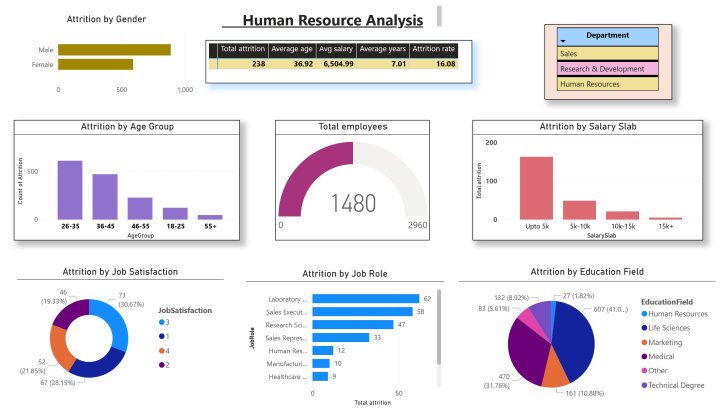 Attrition by Gender
Male
Female
0
500
1,000
Human Resource Analysis
Total attrition Average age Avg salary Average years Attrition rate
238 36.92 6,504.99 7.01 16.08
Department
Sales
Research & Development
Human Resources
Attrition by Age Group
Count of Attrition
500
0
26-35
36-45
46-55
18-25
55+
AgeGroup
Total employees
1480
0
2960
Attrition by Salary Slab
Total attrition
200
100
0
Upto 5k
5k-10k
10k-15k
15k+
SalarySlab
Attrition by Job Satisfaction
46
(19.33%)
73
(30.67%)
52
(21.85%)
67 (28.15%)
JobSatisfaction
3
1
4
2
Attrition by Job Role
JobRole
Laboratory ... 62
Sales Execut... 58
Research Sci... 47
Sales Repres... 33
Human Res... 12
Manufacturi... 10
Healthcare ... 9
0
50
Total attrition
Attrition by Education Field
132 (8.92%)
27 (1.82%)
83 (5.61%)
607 (41.0...)
470
(31.76%)
161 (10.88%)
EducationField
Human Resources
Life Sciences
Marketing
Medical
Other
Technical Degree